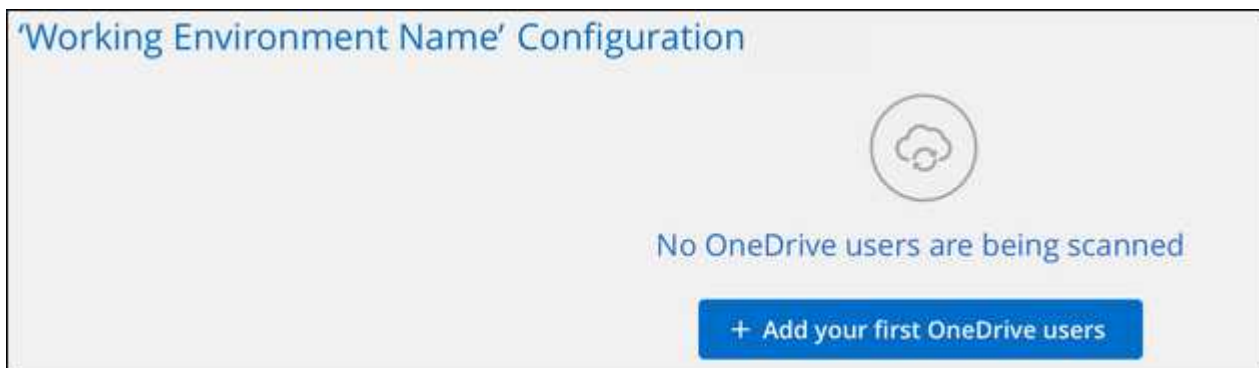 ‘Working Environment Name’ Configuration
No OneDrive users are being scanned
+ Add your first OneDrive users